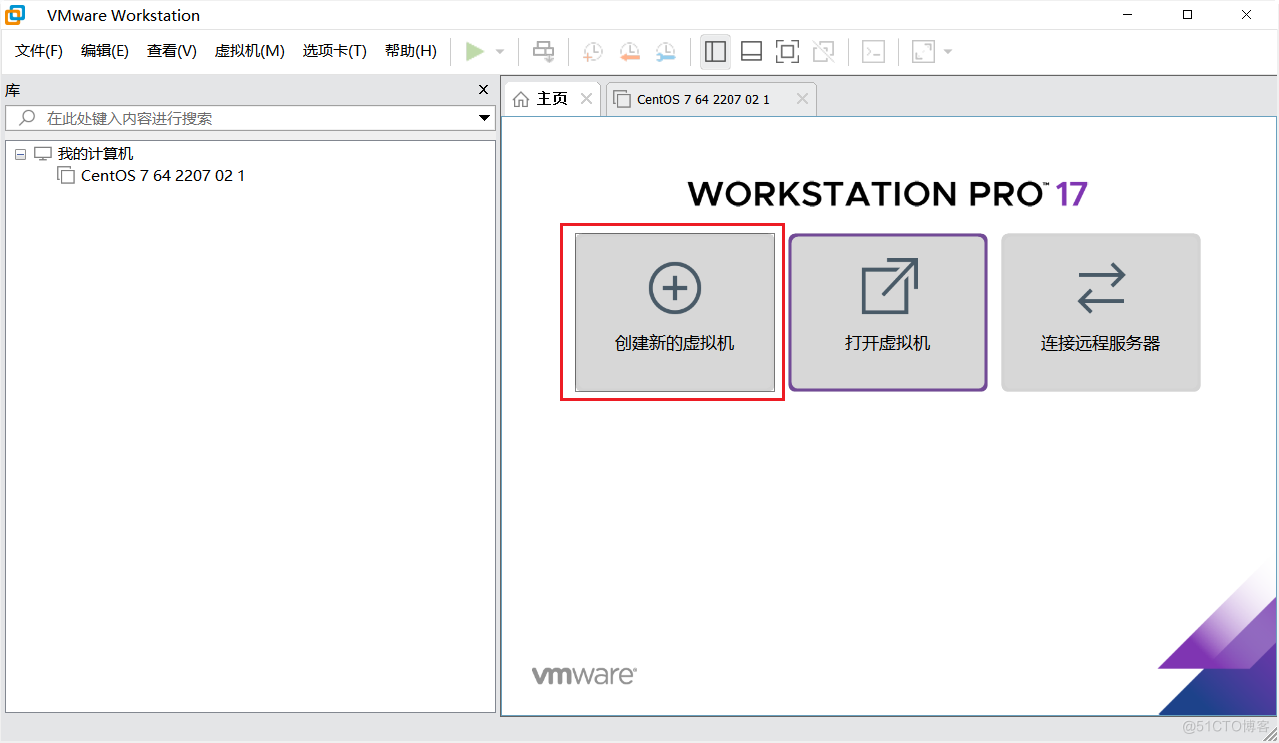 VMware Workstation
文件(F) 编辑(E) 查看(V) 虚拟机(M) 选项卡(T) 帮助(H)
库
在此处键入内容进行搜索
我的计算机
CentOS 7 64 2207 02 1
主页
CentOS 7 64 2207 02 1
WORKSTATION PRO™ 17
创建新的虚拟机
打开虚拟机
连接远程服务器
vmware®
@51CTO博客